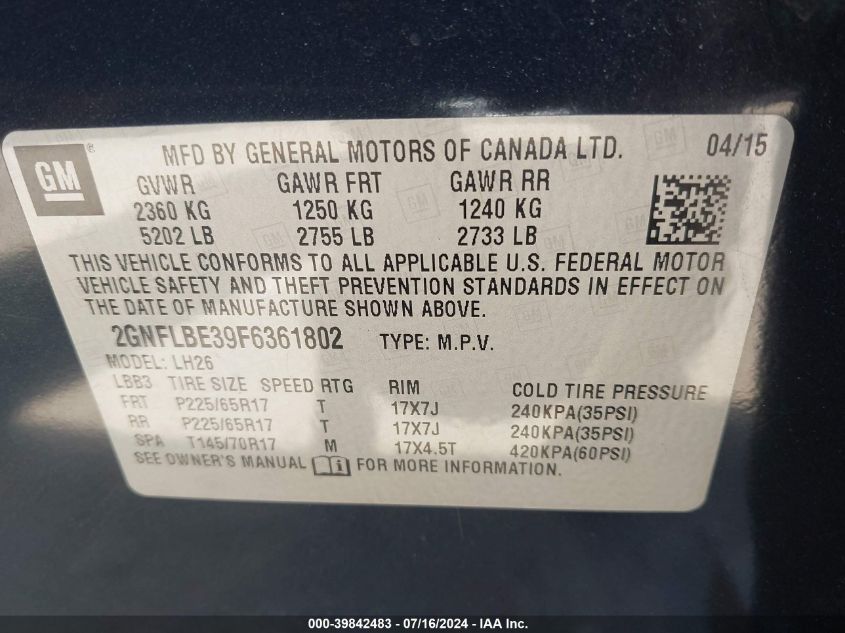 GM ®
MFD BY GENERAL MOTORS OF CANADA LTD. 04/15
GVWR GAWR FRT GAWR RR
2360 KG 1250 KG 1240 KG
5202 LB 2755 LB 2733 LB
THIS VEHICLE CONFORMS TO ALL APPLICABLE U.S. FEDERAL MOTOR
VEHICLE SAFETY AND THEFT PREVENTION STANDARDS IN EFFECT ON
THE DATE OF MANUFACTURE SHOWN ABOVE.
2GNFLBE39F6361802 TYPE: M.P.V.
MODEL: LH26
LBB3 TIRE SIZE SPEED RTG RIM COLD TIRE PRESSURE
FRT P225/65R17 T 17X7J 240KPA(35PSI)
RR P225/65R17 T 17X7J 240KPA(35PSI)
SPA T145/70R17 M 17X4.5T 420KPA(60PSI)
SEE OWNER'S MANUAL i FOR MORE INFORMATION.
000-39842483 - 07/16/2024 - IAA Inc.